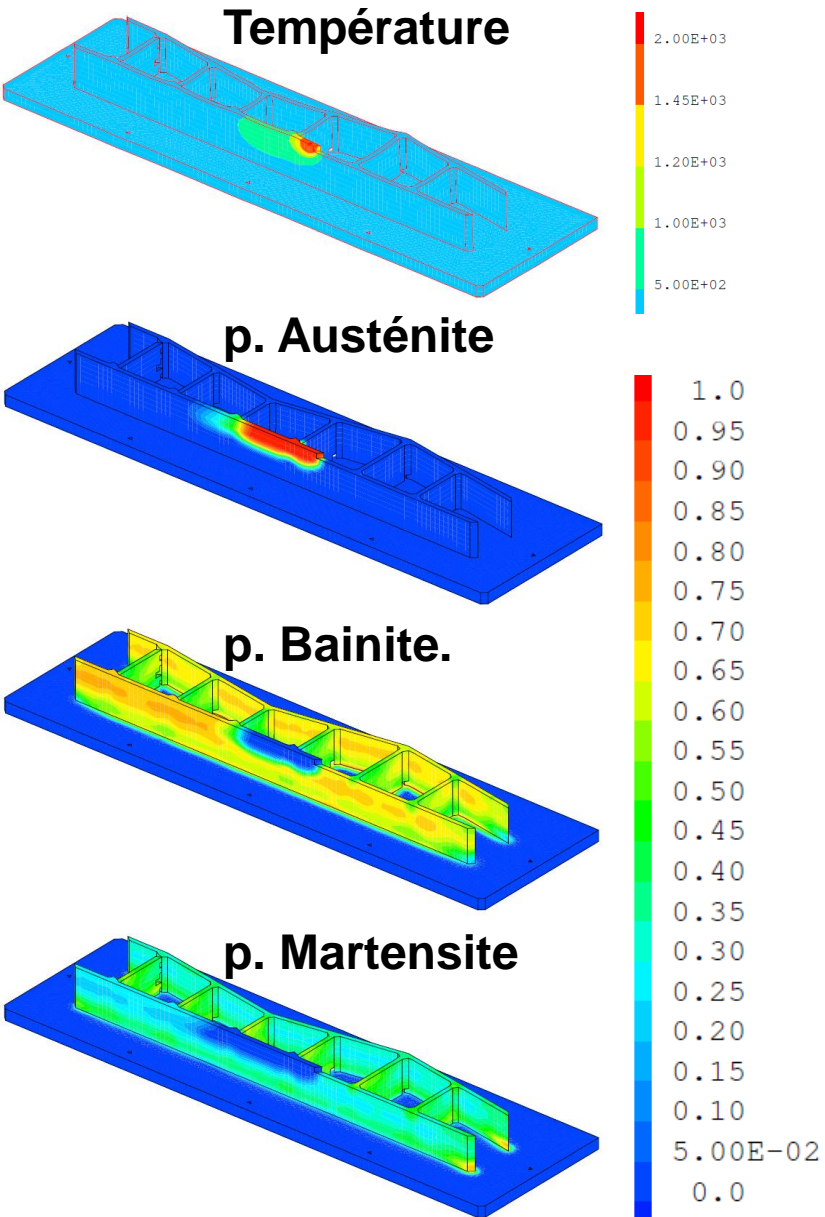 Température
2.00E+03
1.45E+03
1.20E+03
1.00E+03
5.00E+02
p. Austénite
1.0
0.95
0.90
0.85
0.80
0.75
0.70
0.65
0.60
0.55
0.50
0.45
0.40
0.35
0.30
0.25
0.20
0.15
0.10
5.00E-02
0.0
p. Bainite.
p. Martensite